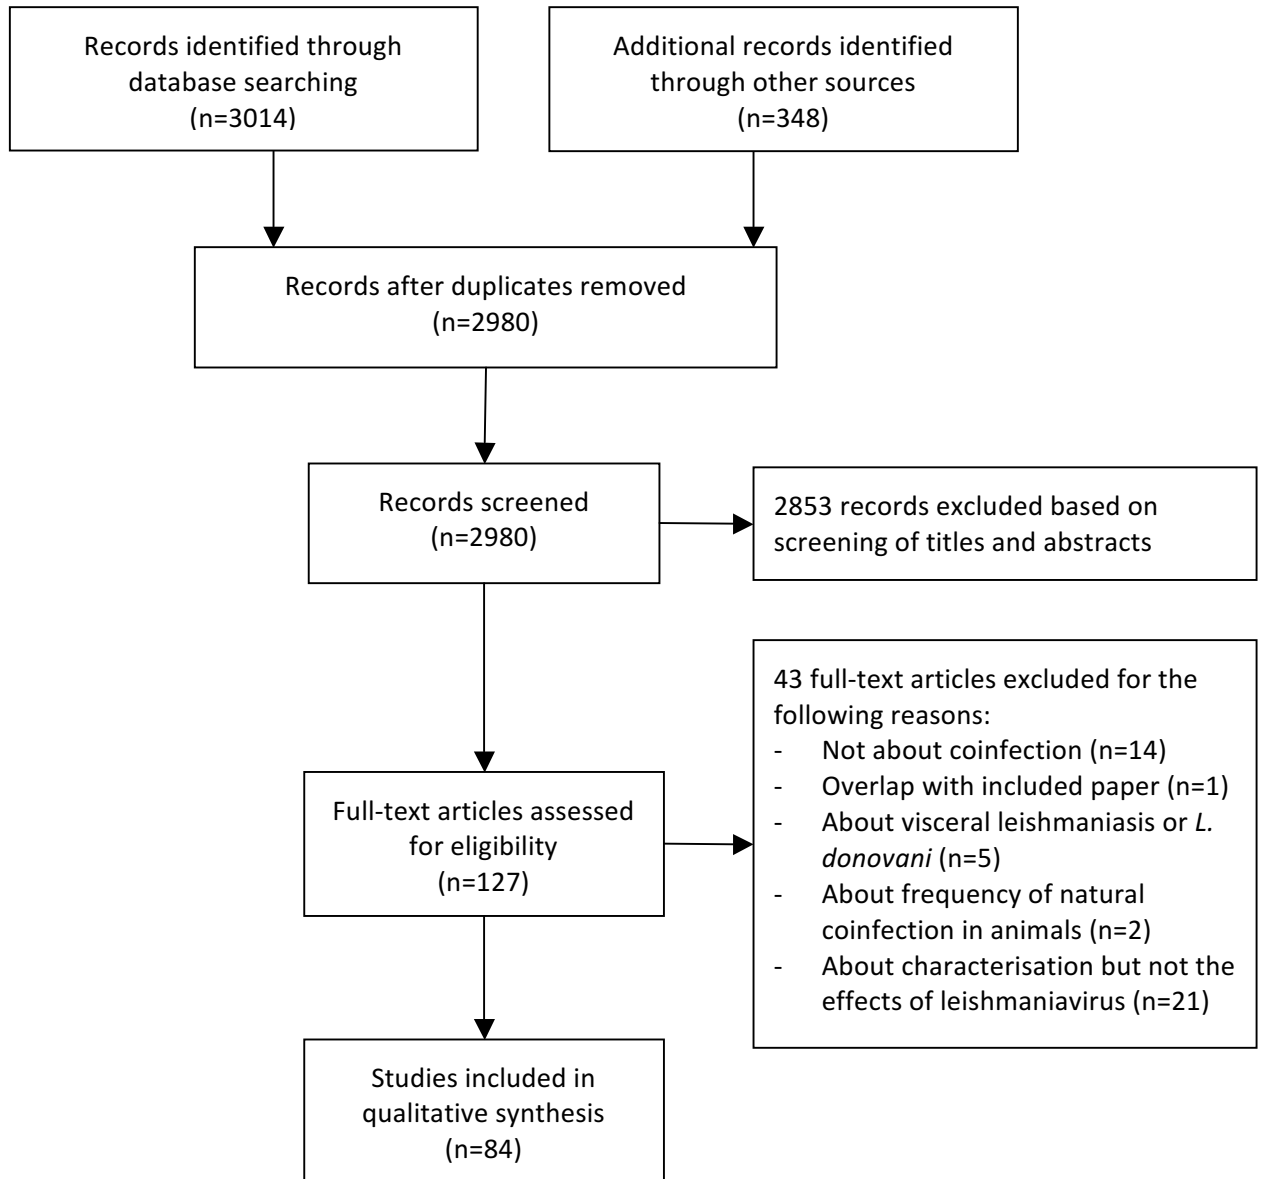 Records identified through
database searching
(n=3014)
Additional records identified
through other sources
(n=348)
Records after duplicates removed
(n=2980)
Records screened
(n=2980)
2853 records excluded based on
screening of titles and abstracts
Full-text articles assessed
for eligibility
(n=127)
43 full-text articles excluded for the
following reasons:
- Not about coinfection (n=14)
- Overlap with included paper (n=1)
- About visceral leishmaniasis or L.
donovani (n=5)
- About frequency of natural
coinfection in animals (n=2)
- About characterisation but not the
effects of leishmaniavirus (n=21)
Studies included in
qualitative synthesis
(n=84)